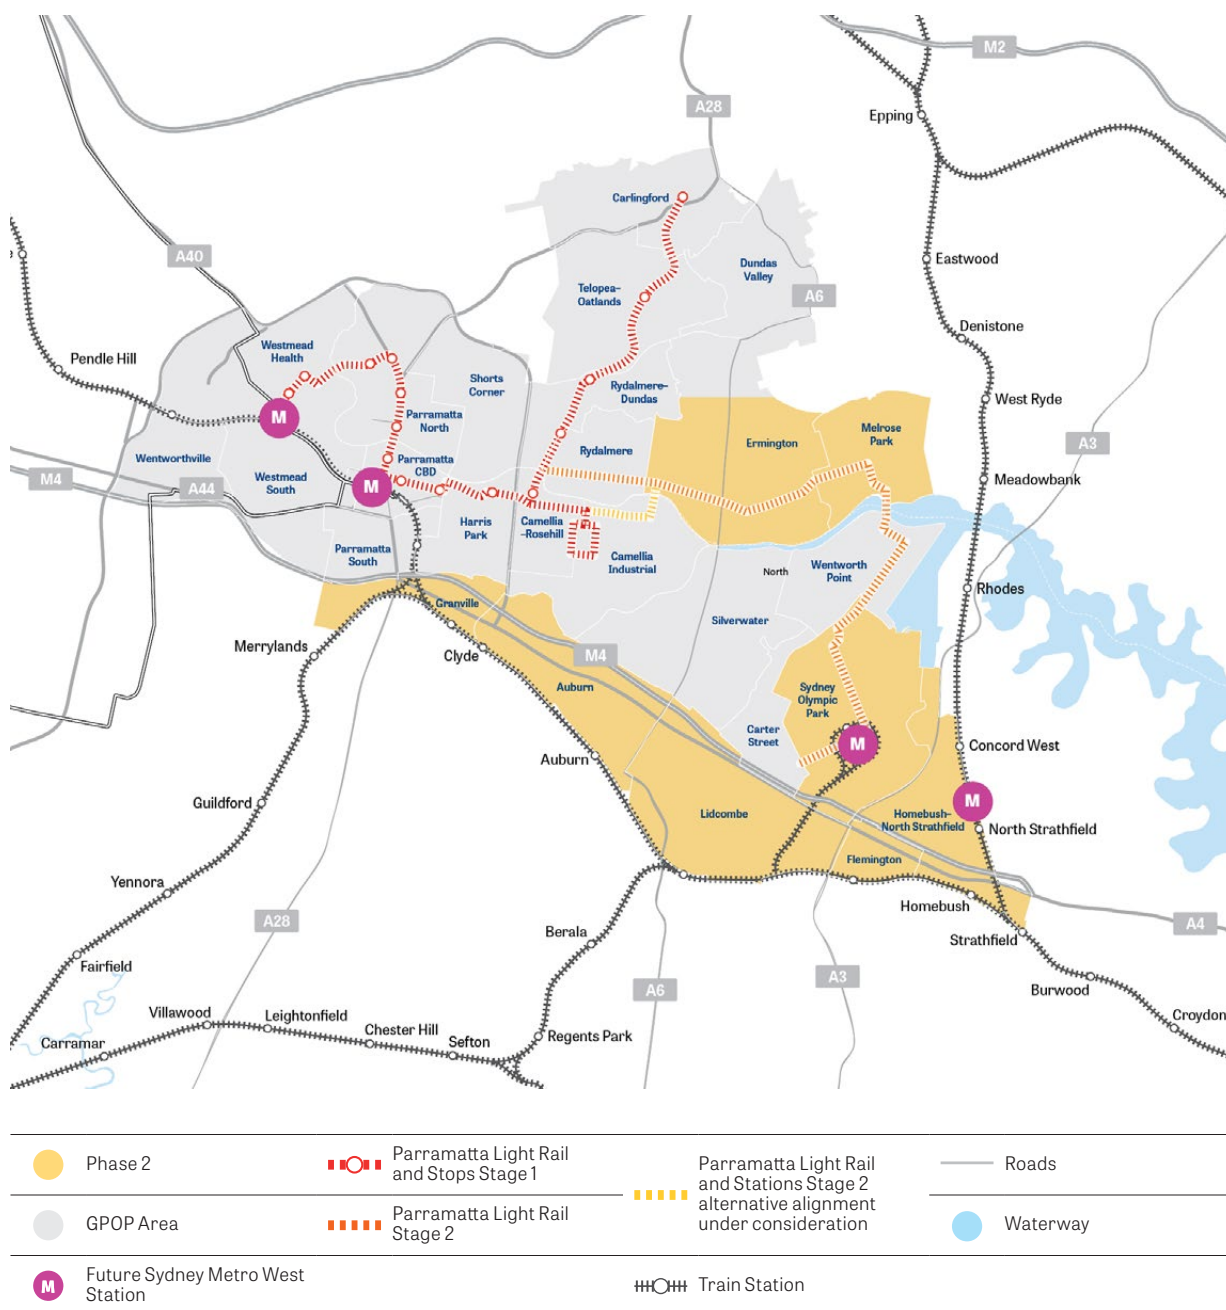 M2
A28
Epping
Carlingford
A40
e
Eastwood
Dundas
Valley
Telopea–
Oatlands
A6
Denistone
Westmead
Health
Pendle Hill
Shorts
Corner
Rydalmere–
Dundas
West Ryde
M
Parramatta
North
Ermington
Melrose
Park
A3
Wentworthville
Parramatta
CBD
Rydalmere
M4
A44
Westmead
South
M
Meadowbank
Harris
Park
Camellia
–Rosehill
Parramatta
South
Camellia
Industrial
North
Wentworth
Point
Rhodes
Granville
Silverwater
Merrylands
Clyde
M4
Auburn
Sydney
Olympic
Park
Carter
Street
M
Concord West
Auburn
Guildford
Lidcombe
M
Homebush–
North Strathfield
North Strathfield
Flemington
Yennora
Homebush
A28
A4
Berala
Strathfield
Fairfield
A6
A3
Burwood
Villawood
Leightonfield
Chester Hill
Sefton
Regents Park
Croydon
Carramar
Phase 2
Parramatta Light Rail
and Stops Stage 1
Parramatta Light Rail
and Stations Stage 2
alternative alignment
under consideration
Roads
GPOP Area
Parramatta Light Rail
Stage 2
Waterway
M
Future Sydney Metro West
Station
Train Station